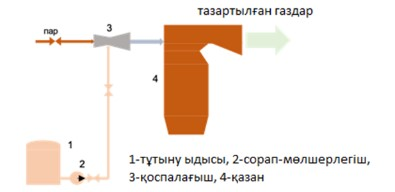 тазартылған газдар
пар
3
4
1
2
1-тұтыну ыдысы, 2-сорап-мөлшерлегіш,
3-қоспалағыш, 4-қазан